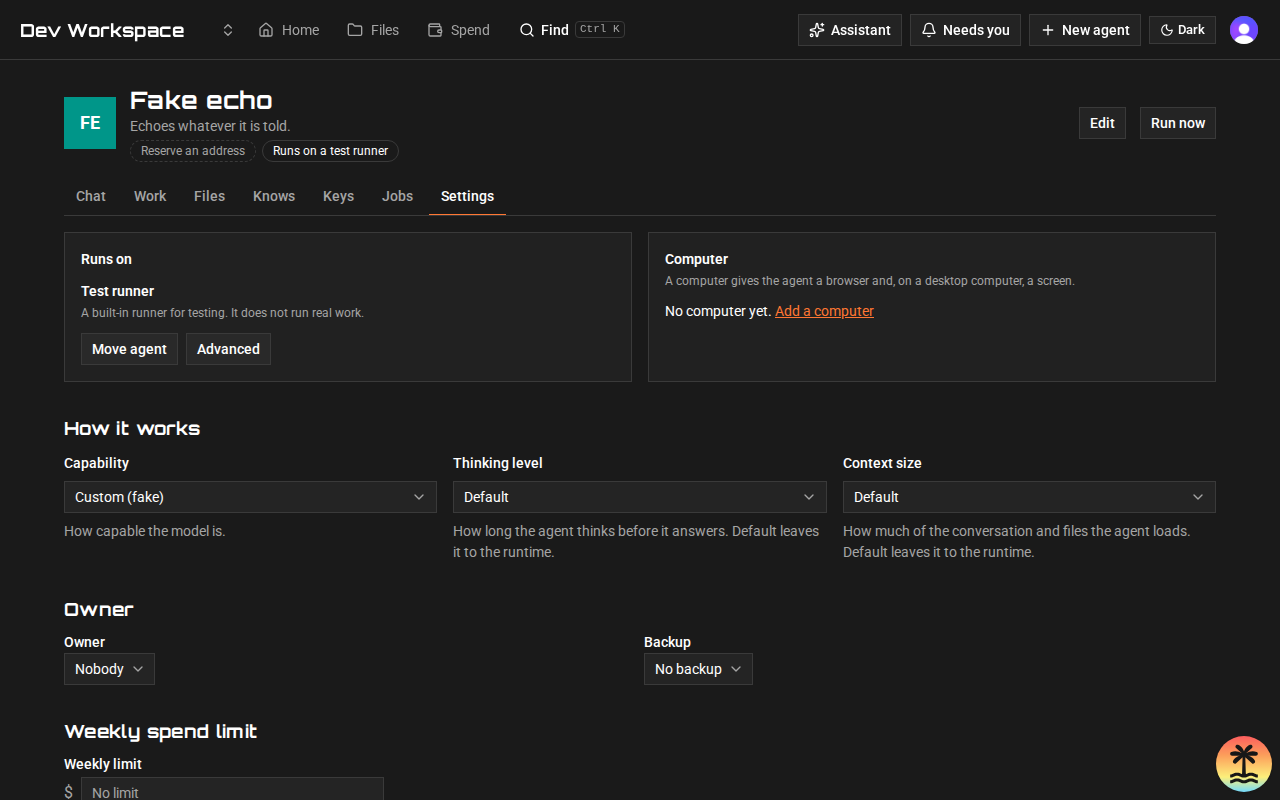 Dev Workspace
Home
Files
Spend
Find
Ctrl K
Assistant
Needs you
New agent
Dark
FE
Fake echo
Echoes whatever it is told.
Reserve an address
Runs on a test runner
Edit
Run now
Chat
Work
Files
Knows
Keys
Jobs
Settings
Runs on
Test runner
A built-in runner for testing. It does not run real work.
Move agent
Advanced
Computer
A computer gives the agent a browser and, on a desktop computer, a screen.
No computer yet. Add a computer
How it works
Capability
Custom (fake)
How capable the model is.
Thinking level
Default
How long the agent thinks before it answers. Default leaves
it to the runtime.
Context size
Default
How much of the conversation and files the agent loads.
Default leaves it to the runtime.
Owner
Owner
Nobody
Backup
No backup
Weekly spend limit
Weekly limit
$
No limit